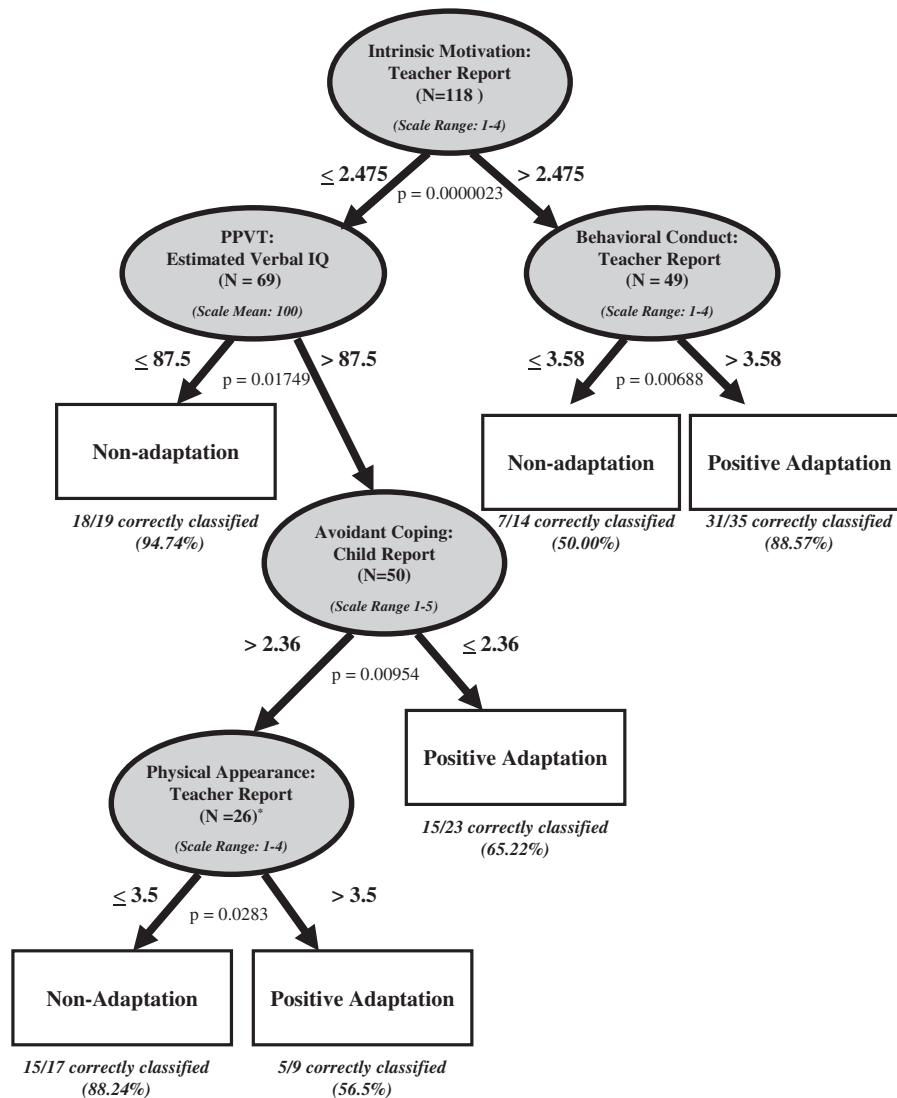 Intrinsic Motivation:
Teacher Report
(N=118 )
(Scale Range: 1-4)
≤ 2.475
> 2.475
p = 0.0000023
PPVT:
Estimated Verbal IQ
(N = 69)
(Scale Mean: 100)
Behavioral Conduct:
Teacher Report
(N = 49)
(Scale Range: 1-4)
≤ 87.5
> 87.5
p = 0.01749
≤ 3.58
> 3.58
p = 0.00688
Non-adaptation
18/19 correctly classified
(94.74%)
Non-adaptation
7/14 correctly classified
(50.00%)
Positive Adaptation
31/35 correctly classified
(88.57%)
Avoidant Coping:
Child Report
(N=50)
(Scale Range 1-5)
> 2.36
≤ 2.36
p = 0.00954
Physical Appearance:
Teacher Report
(N =26)*
(Scale Range: 1-4)
Positive Adaptation
15/23 correctly classified
(65.22%)
≤ 3.5
> 3.5
p = 0.0283
Non-Adaptation
15/17 correctly classified
(88.24%)
Positive Adaptation
5/9 correctly classified
(56.5%)